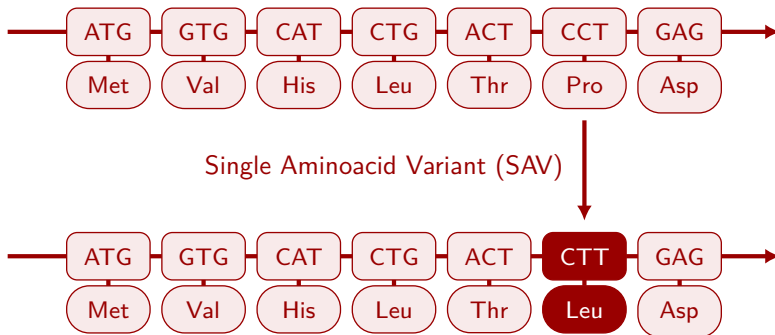 ATG GTG CAT CTG ACT CCT GAG
Met Val His Leu Thr Pro Asp
Single Aminoacid Variant (SAV)
ATG GTG CAT CTG ACT CTT GAG
Met Val His Leu Thr Leu Asp